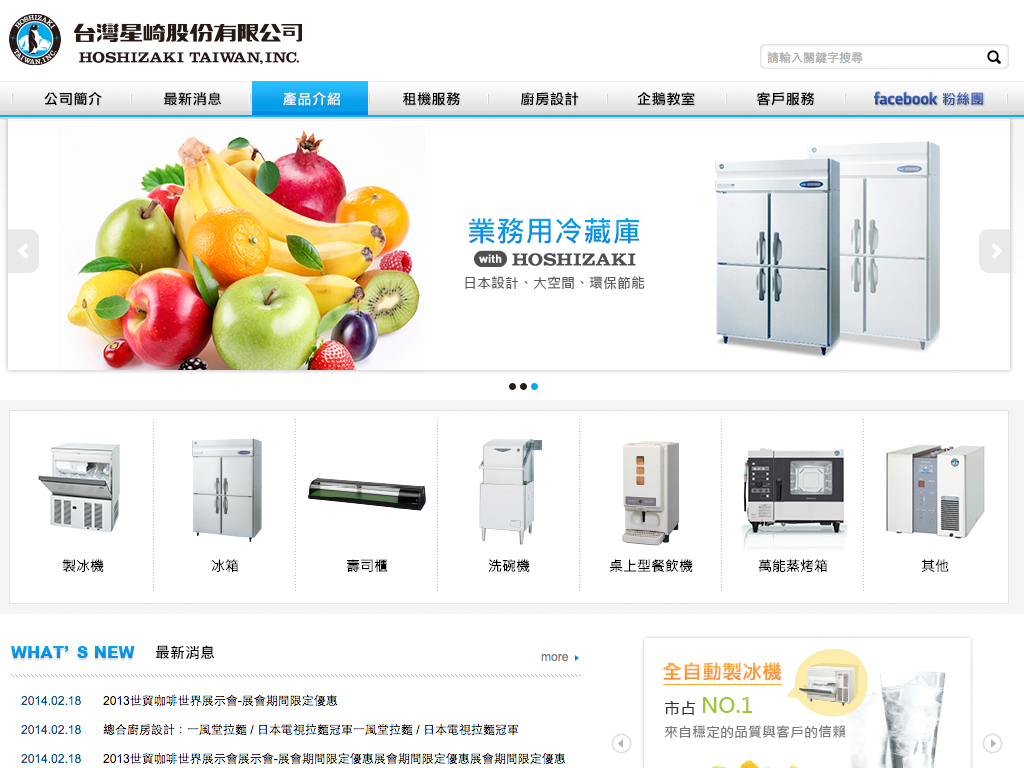 HOSHIZAKI
TAIWAN,INC.
台灣星崎股份有限公司
HOSHIZAKI TAIWAN,INC.
請輸入關鍵字搜尋
公司簡介
最新消息
產品介紹
租機服務
廚房設計
企鵝教室
客戶服務
facebook 粉絲團
業務用冷藏庫
with HOSHIZAKI
日本設計、大空間、環保節能
製冰機
冰箱
壽司櫃
洗碗機
桌上型餐飲機
萬能蒸烤箱
其他
WHAT’S NEW 最新消息
more
2014.02.18 2013世貿咖啡世界展示會-展會期間限定優惠
2014.02.18 總合廚房設計：一風堂拉麵 / 日本電視拉麵冠軍一風堂拉麵 / 日本電視拉麵冠軍
2014.02.18 2013世貿咖啡世界展會展示會-展會期間限定優惠展會期間限定優惠展會期間限定優惠
全自動製冰機
市占 NO.1
來自穩定的品質與客戶的信賴